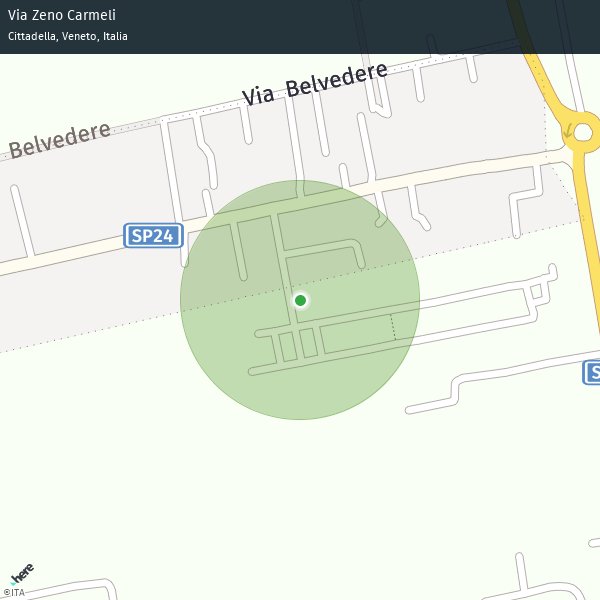 Via Zeno Carmeli
Cittadella, Veneto, Italia
Via Belvedere
Belvedere
SP24
S
here
©ITA